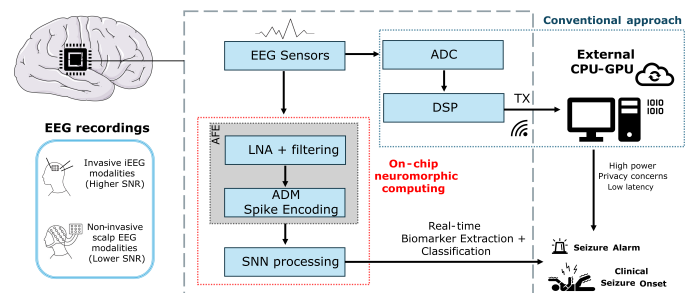 Conventional approach
EEG Sensors
ADC
External
CPU-GPU
DSP
TX
IOIO
IOIO
EEG recordings
Invasive iEEG
modalities
(Higher SNR)
Non-invasive
scalp EEG
modalities
(Lower SNR)
AFE
LNA + filtering
ADM
Spike Encoding
SNN processing
On-chip
neuromorphic
computing
High power
Privacy concerns
Low latency
Real-time
Biomarker Extraction +
Classification
Seizure Alarm
Clinical
Seizure Onset